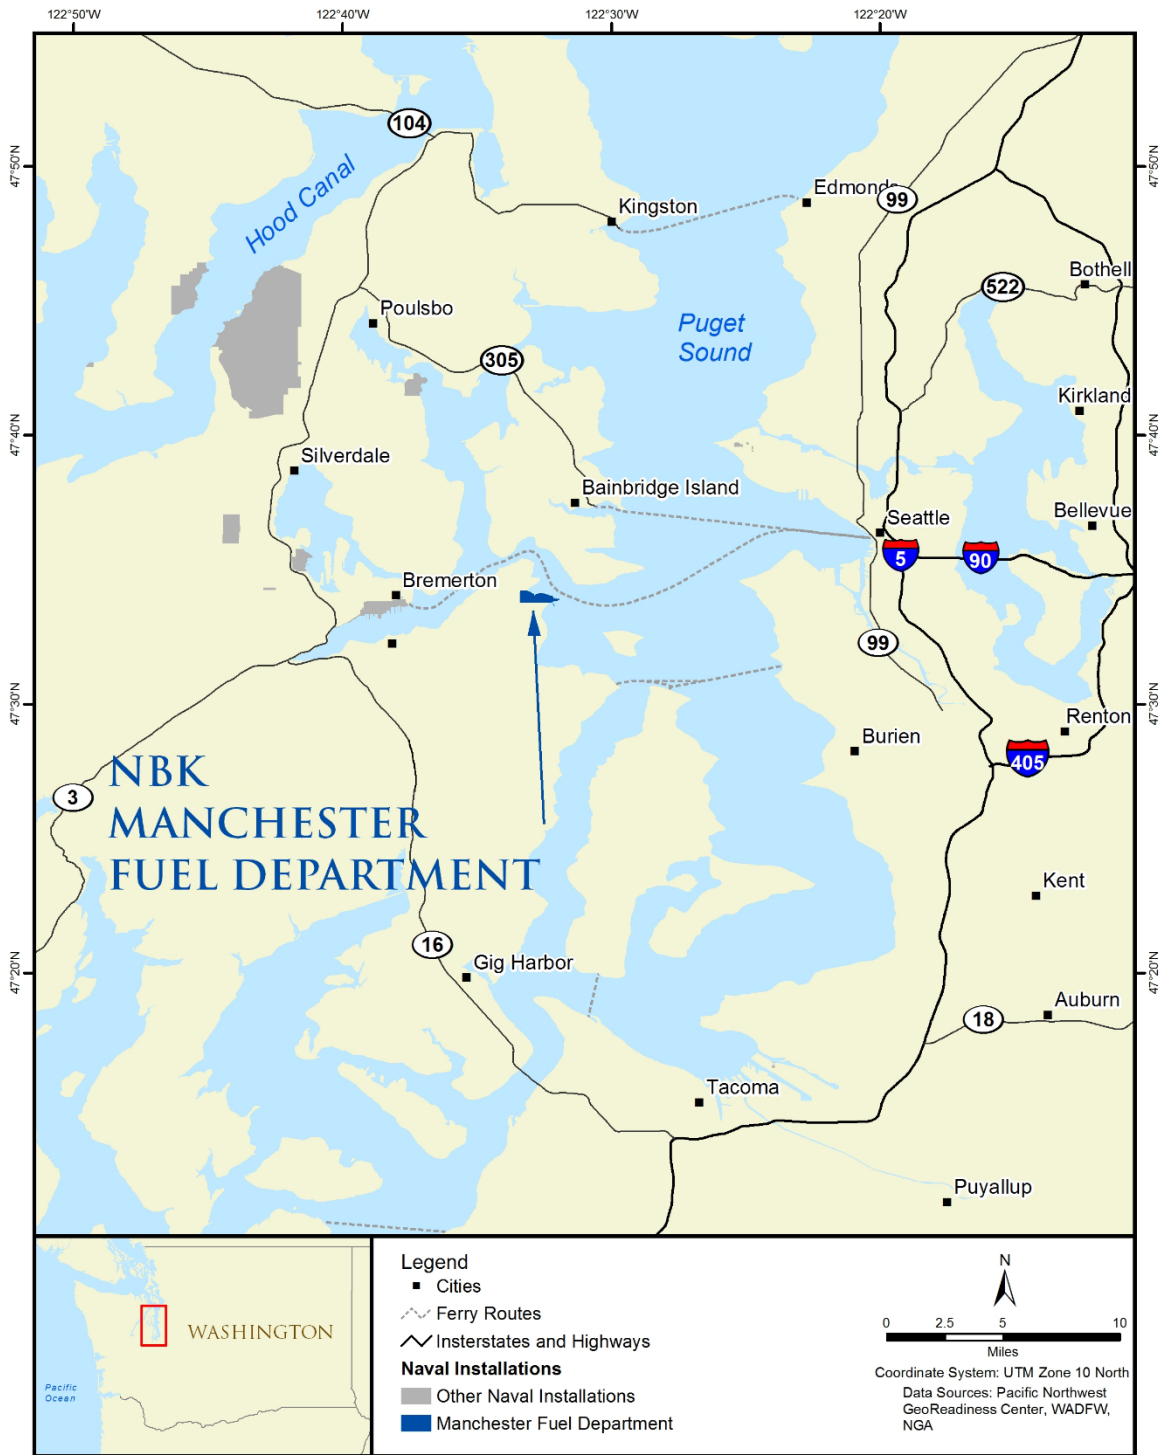 122°50'W
122°40'W
122°30'W
122°20'W
47°50'N
47°50'N
104
Hood Canal
Kingston
Edmonds
99
Bothell
522
Poulsbo
Puget
Sound
305
Kirkland
47°40'N
47°40'N
Silverdale
Bainbridge Island
Seattle
Bellevue
5
90
Bremerton
99
47°30'N
47°30'N
Renton
Burien
405
NBK
MANCHESTER
FUEL DEPARTMENT
3
Kent
16
Gig Harbor
47°20'N
47°20'N
Auburn
18
Tacoma
Puyallup
WASHINGTON
Pacific
Ocean
Legend
Cities
Ferry Routes
Insterstates and Highways
Naval Installations
Other Naval Installations
Manchester Fuel Department
N
0 2.5 5 10
Miles
Coordinate System: UTM Zone 10 North
Data Sources: Pacific Northwest
GeoReadiness Center, WADFW,
NGA